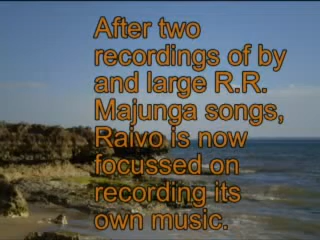 After two
recordings of by
and large R.R.
Majunga songs,
Raivo is now
focussed on
recording its
own music.